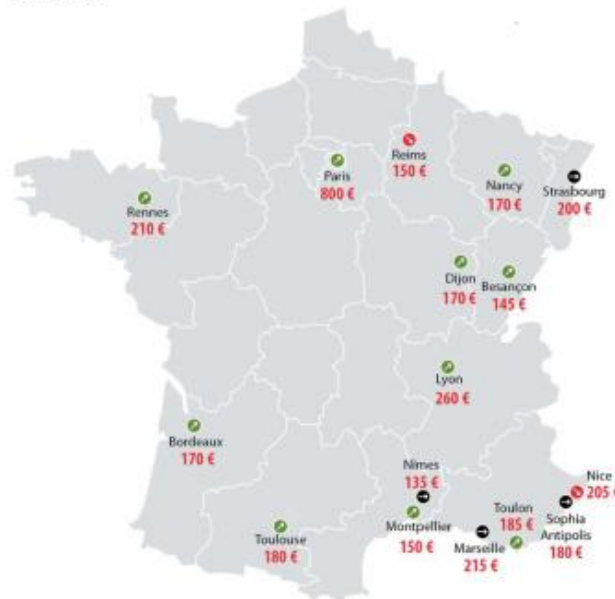 Reims
150 €
Paris
800 €
Nancy
170 €
Strasbourg
200 €
Rennes
210 €
Dijon
170 €
Besançon
145 €
Lyon
260 €
Bordeaux
170 €
Nîmes
135 €
Nice
205 €
Toulon
185 €
Sophia
Antipolis
180 €
Montpellier
150 €
Marseille
215 €
Toulouse
180 €